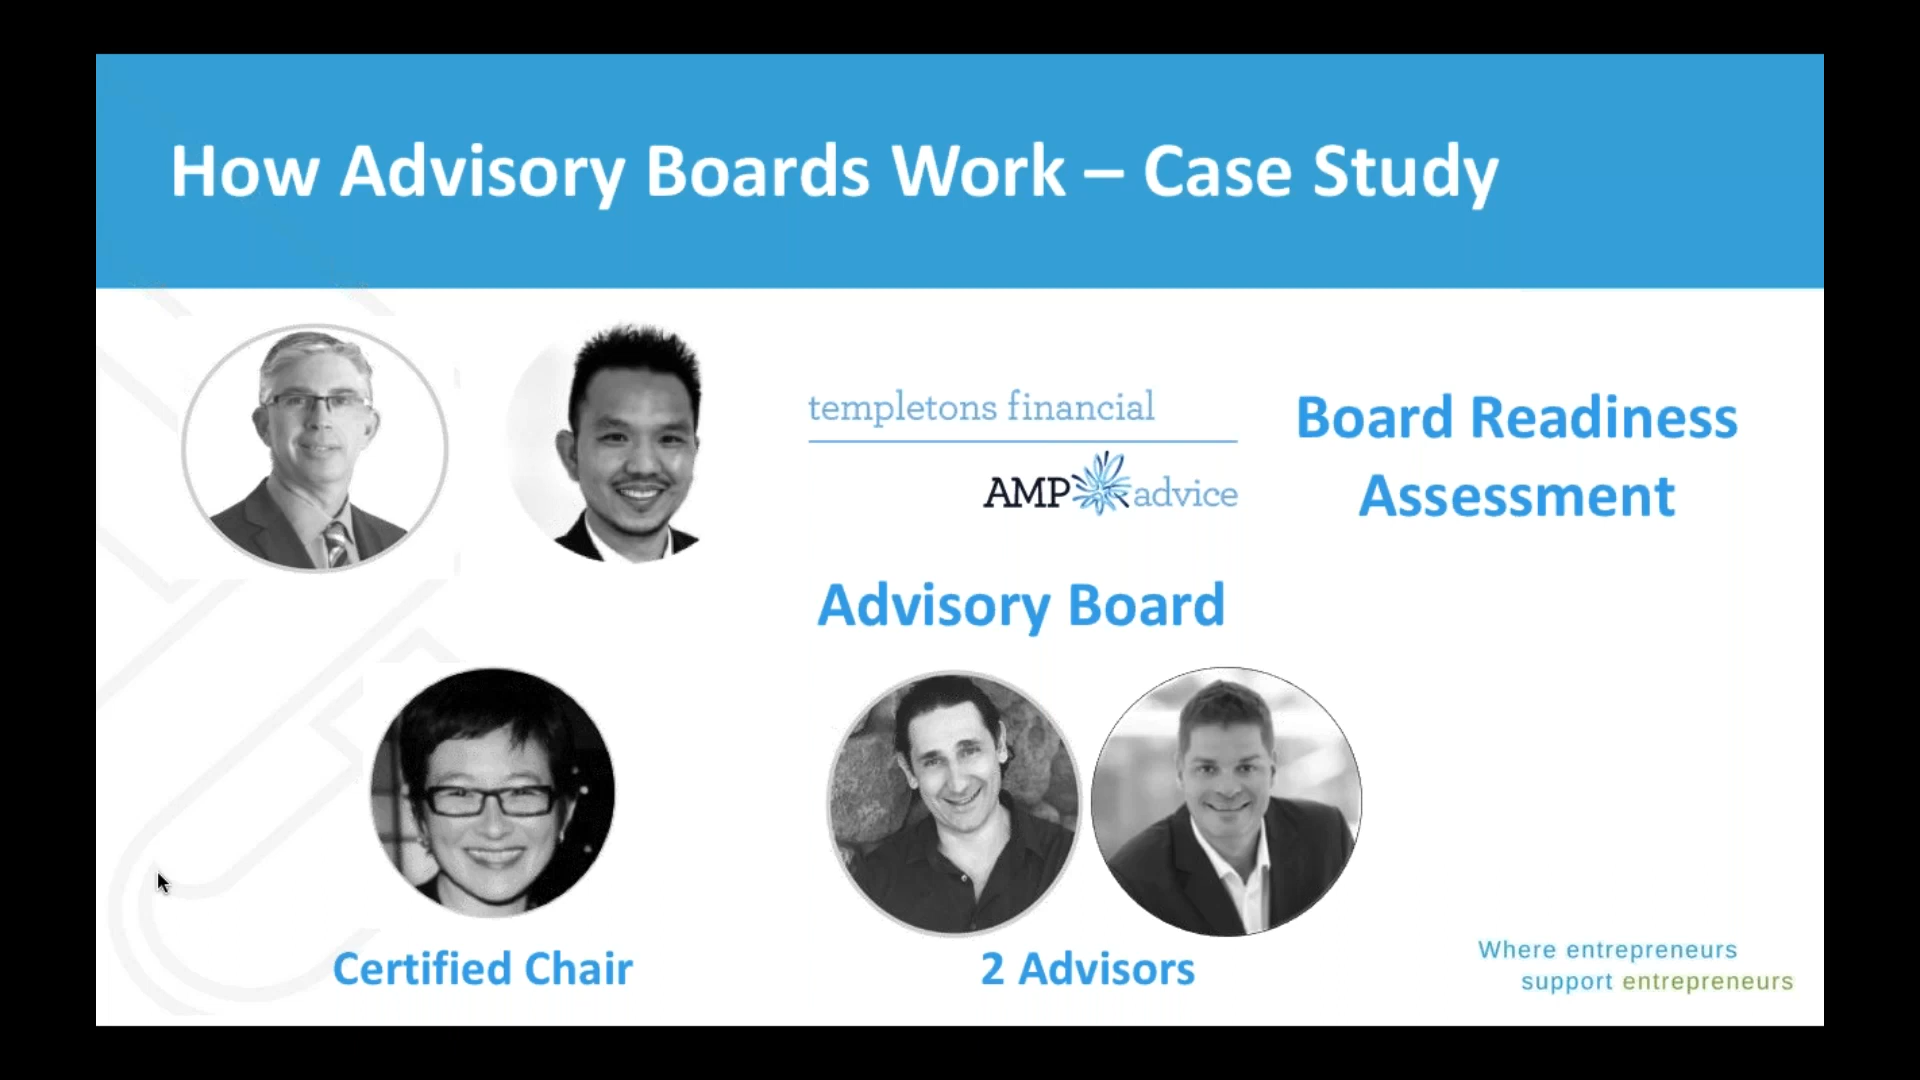 How Advisory Boards Work – Case Study
templetons financial
AMP advice
Board Readiness
Assessment
Advisory Board
Certified Chair
2 Advisors
Where entrepreneurs
support entrepreneurs